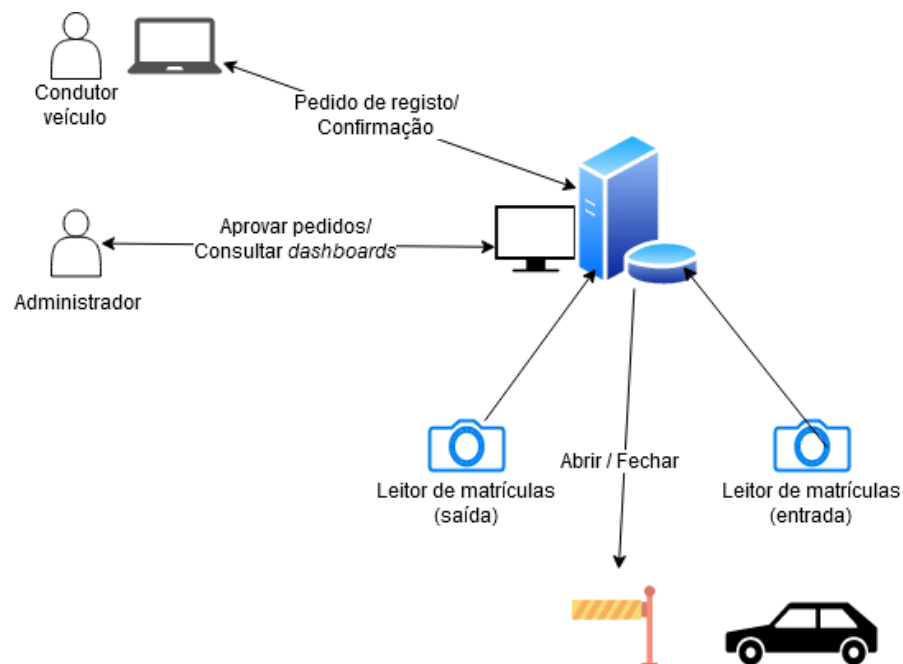 Condutor
veículo
Pedido de registo/
Confirmação
Aprovar pedidos/
Consultar dashboards
Administrador
Leitor de matrículas
(saída)
Abrir / Fechar
Leitor de matrículas
(entrada)